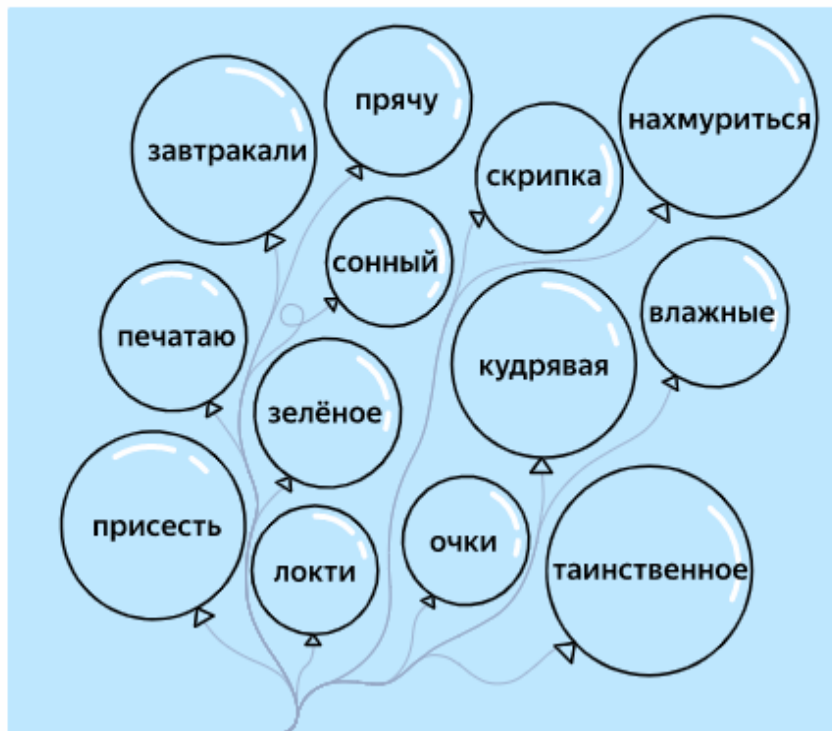 прячу
нахмуриться
завтракали
скрипка
сонный
влажные
печатаю
кудрявая
зелёное
присесть
очки
локти
таинственное